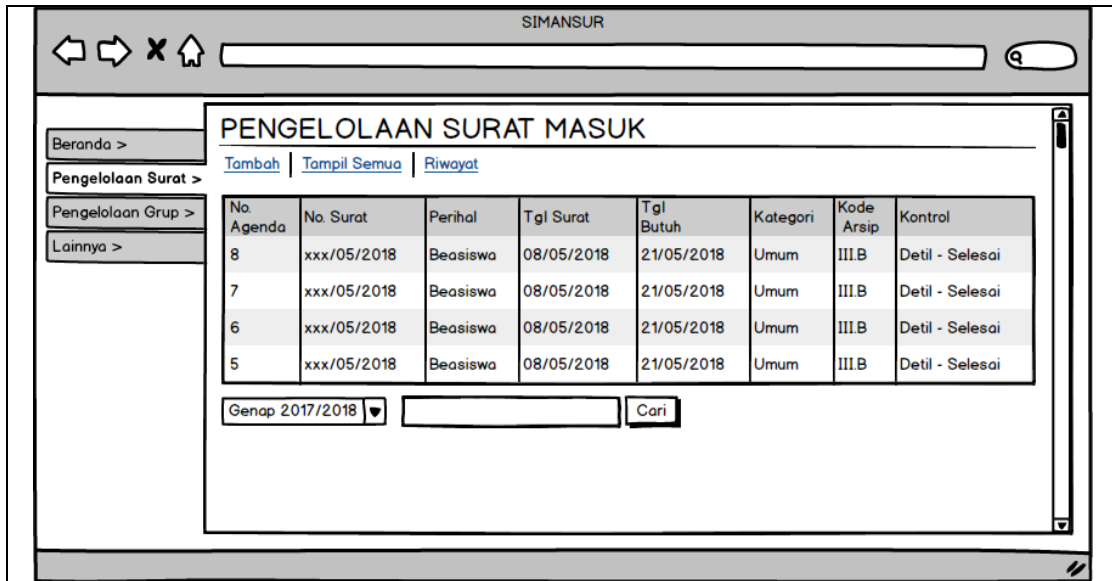 SIMANSUR
PENGELOLAAN SURAT MASUK
Beranda >
Pengelolaan Surat >
Pengelolaan Grup >
Lainnya >
Tambah | Tampil Semua | Riwayat
No. Agenda No. Surat Perihal Tgl Surat Tgl Butuh Kategori Kode Arsip Kontrol
8 xxx/05/2018 Beasiswa 08/05/2018 21/05/2018 Umum III.B Detil - Selesai
7 xxx/05/2018 Beasiswa 08/05/2018 21/05/2018 Umum III.B Detil - Selesai
6 xxx/05/2018 Beasiswa 08/05/2018 21/05/2018 Umum III.B Detil - Selesai
5 xxx/05/2018 Beasiswa 08/05/2018 21/05/2018 Umum III.B Detil - Selesai
Genap 2017/2018 Cari